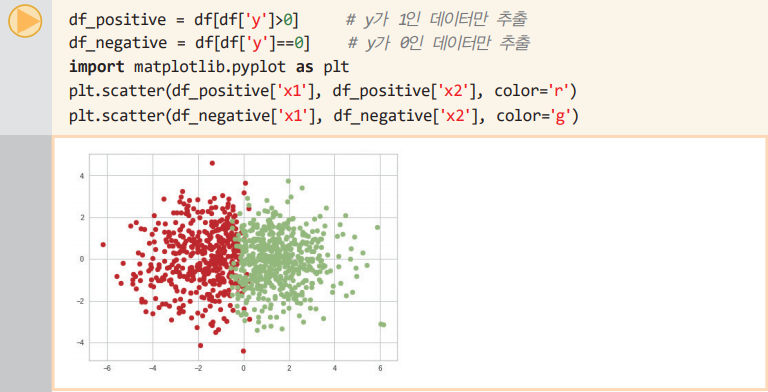 df_positive = df[df['y']>0]     # y가 1인 데이터만 추출
df_negative = df[df['y']==0]    # y가 0인 데이터만 추출
import matplotlib.pyplot as plt
plt.scatter(df_positive['x1'], df_positive['x2'], color='r')
plt.scatter(df_negative['x1'], df_negative['x2'], color='g')
4
2
0
−2
−4
−6 −4 −2 0 2 4 6